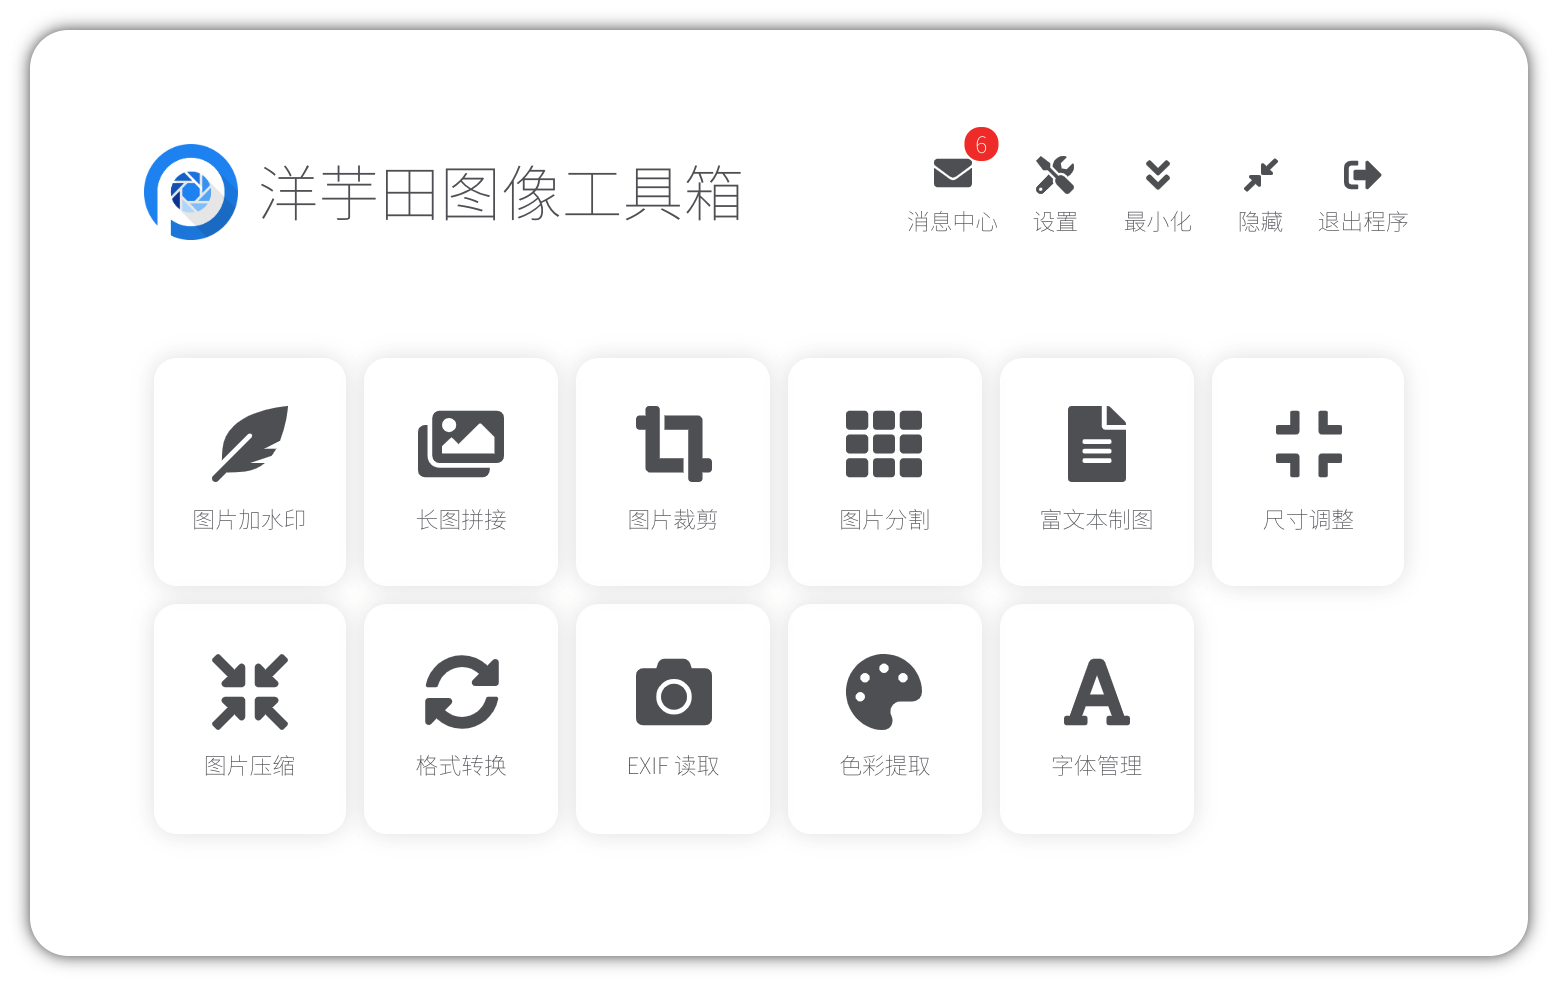 洋芋田图像工具箱
6
消息中心 设置 最小化 隐藏 退出程序
图片加水印 长图拼接 图片裁剪 图片分割 富文本制图 尺寸调整
图片压缩 格式转换 EXIF 读取 色彩提取 字体管理